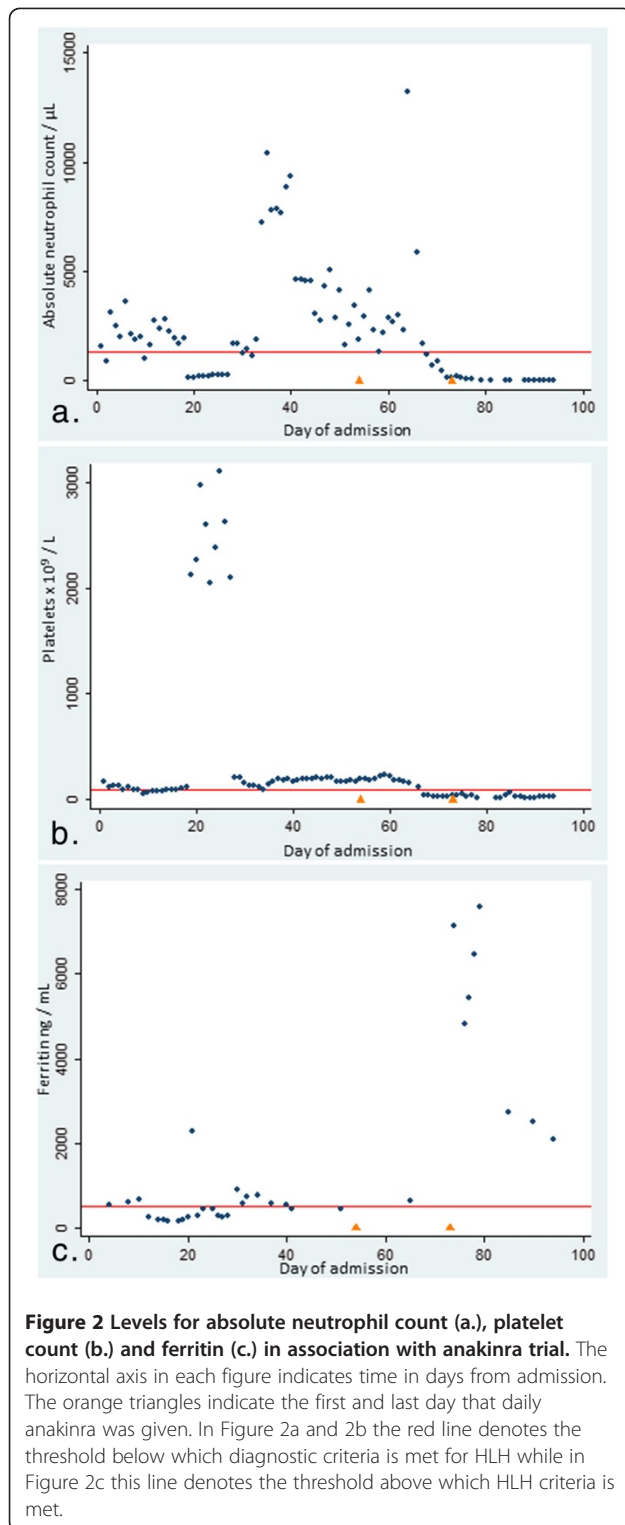 15000
10000
5000
0
Absolute neutrophil count / µL
a.
0 20 40 60 80 100
Day of admission
3000
2000
1000
0
Platelets x 10⁹ / L
b.
0 20 40 60 80 100
Day of admission
8000
6000
4000
2000
0
Ferritin ng / mL
c.
0 20 40 60 80 100
Day of admission
Figure 2 Levels for absolute neutrophil count (a.), platelet
count (b.) and ferritin (c.) in association with anakinra trial. The
horizontal axis in each figure indicates time in days from admission.
The orange triangles indicate the first and last day that daily
anakinra was given. In Figure 2a and 2b the red line denotes the
threshold below which diagnostic criteria is met for HLH while in
Figure 2c this line denotes the threshold above which HLH criteria is
met.